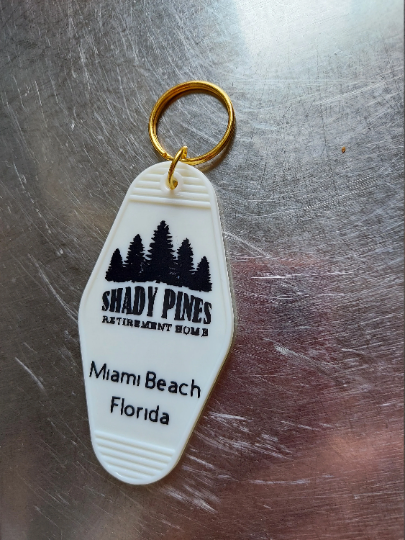 SHADY PINES
RETIREMENT HOME
Miami Beach
Florida